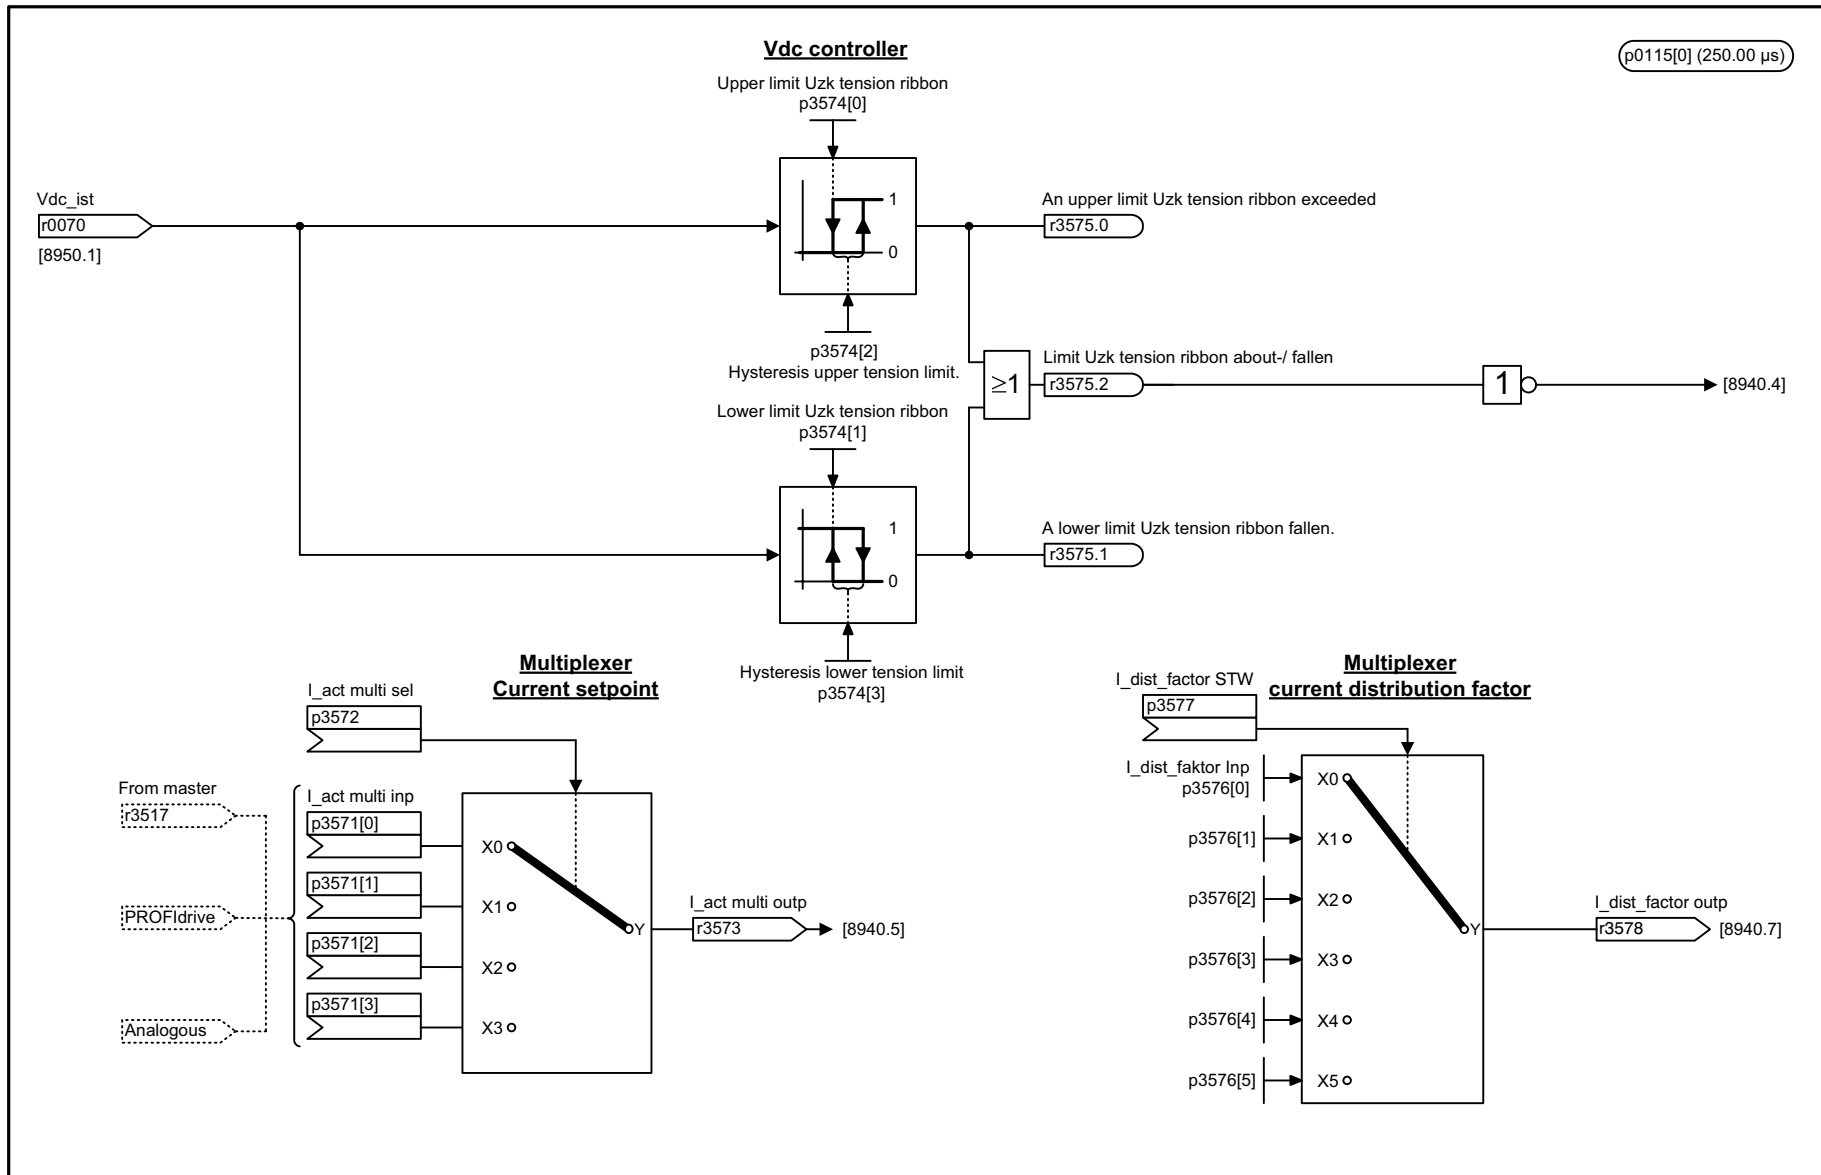 Vdc controller
p0115[0] (250.00 µs)
Upper limit Uzk tension ribbon
p3574[0]
Vdc_ist
r0070
[8950.1]
1
0
An upper limit Uzk tension ribbon exceeded
r3575.0
p3574[2]
Hysteresis upper tension limit.
≥1
Limit Uzk tension ribbon about-/ fallen
r3575.2
1
[8940.4]
Lower limit Uzk tension ribbon
p3574[1]
1
0
A lower limit Uzk tension ribbon fallen.
r3575.1
Hysteresis lower tension limit
p3574[3]
Multiplexer
Current setpoint
I_act multi sel
p3572
From master
r3517
PROFIdrive
Analogous
I_act multi inp
p3571[0]
p3571[1]
p3571[2]
p3571[3]
X0
X1
X2
X3
Y
I_act multi outp
r3573
[8940.5]
Multiplexer
current distribution factor
I_dist_factor STW
p3577
I_dist_faktor Inp
p3576[0]
p3576[1]
p3576[2]
p3576[3]
p3576[4]
p3576[5]
X0
X1
X2
X3
X4
X5
Y
I_dist_factor outp
r3578
[8940.7]